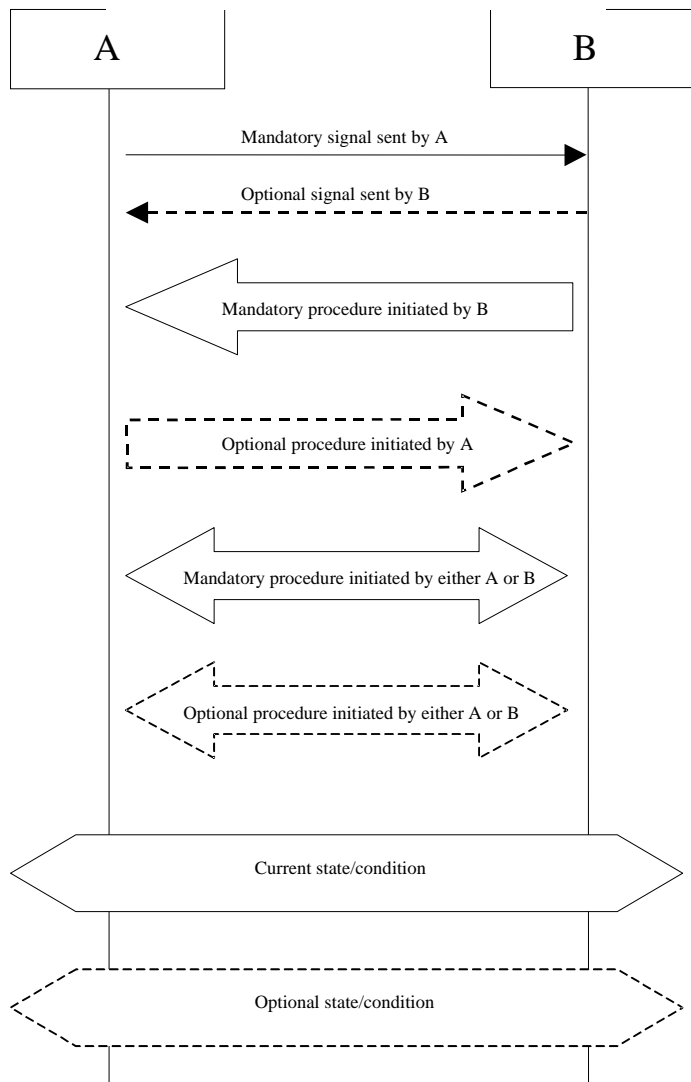 A
B
Mandatory signal sent by A
Optional signal sent by B
Mandatory procedure initiated by B
Optional procedure initiated by A
Mandatory procedure initiated by either A or B
Optional procedure initiated by either A or B
Current state/condition
Optional state/condition